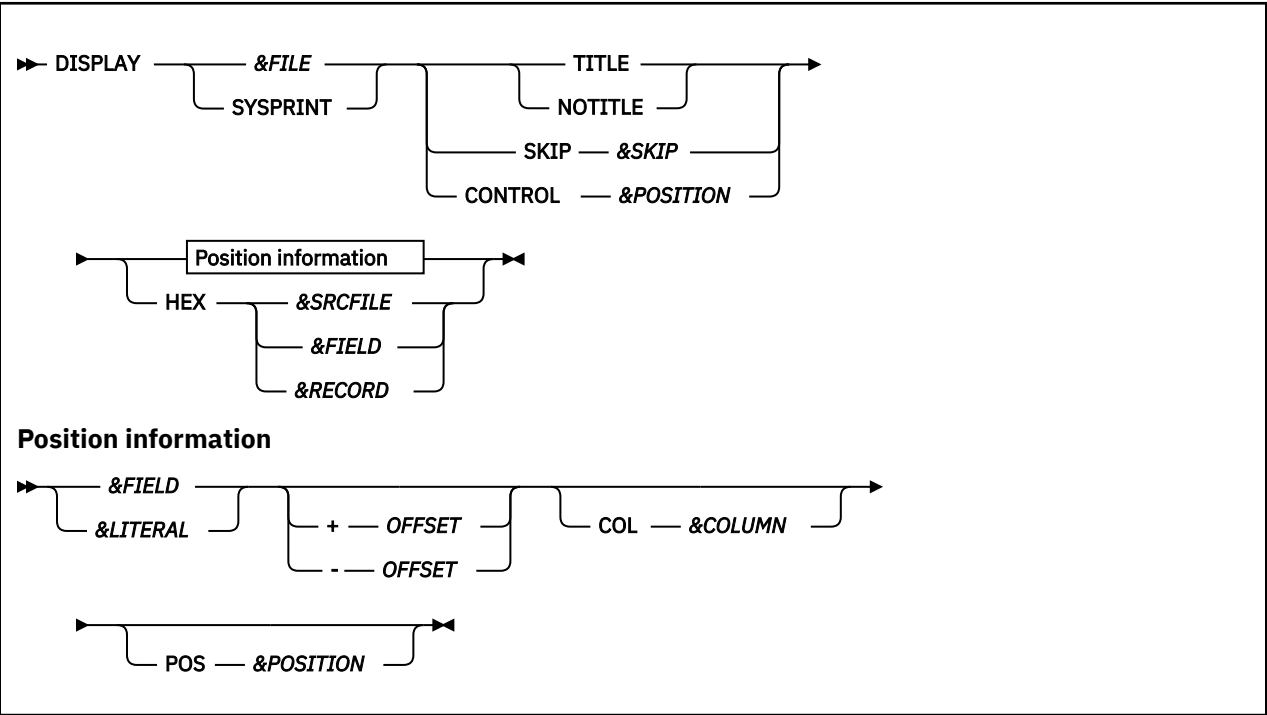 DISPLAY &FILE TITLE
SYSPRINT NOTITLE
SKIP &SKIP
CONTROL &POSITION
Position information
HEX &SRCFILE
&FIELD
&RECORD
Position information
&FIELD
&LITERAL + OFFSET COL &COLUMN
- OFFSET
POS &POSITION